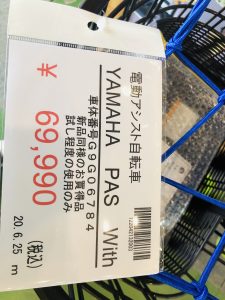 電動アシスト自転車
YAMAHA PAS With
車体番号G9G06784
新品同様のお買得品
試し程度の使用のみ
¥69,990
(税込)
20.6.25 m